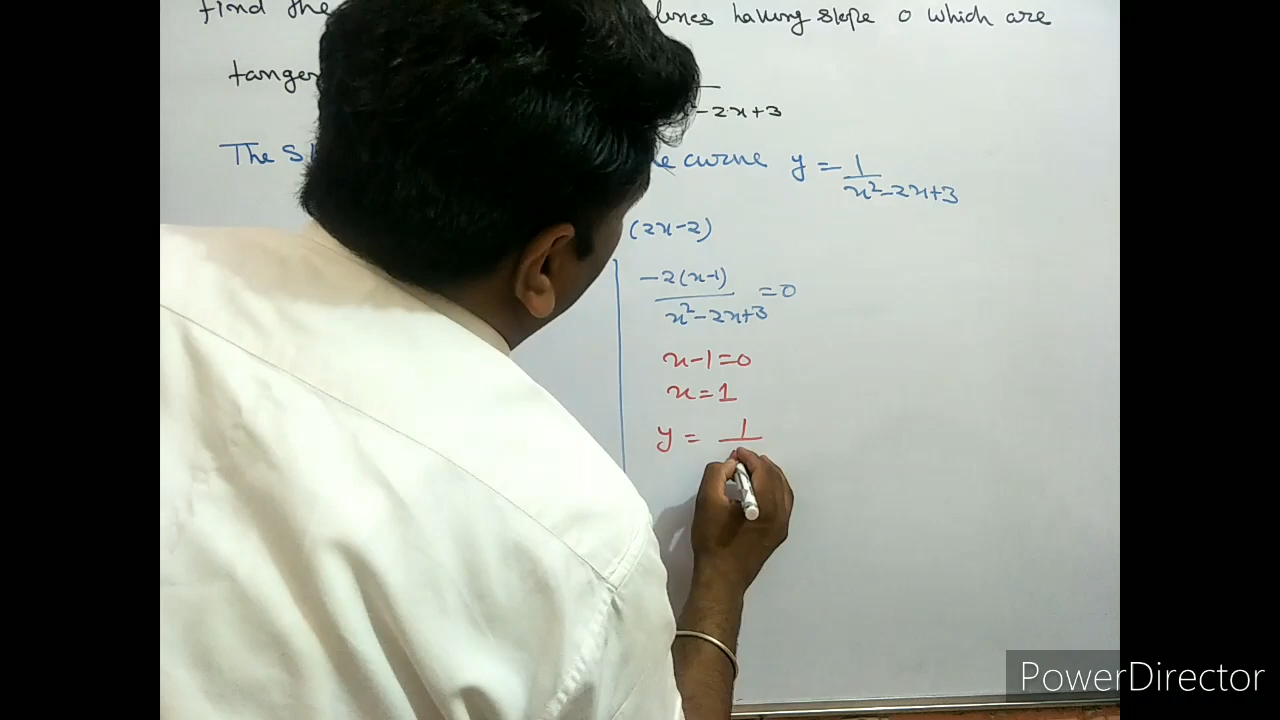 find the lines having slope 0 which are
-2x+3
The curve y = 1/x²-2x+3
(2x-2)
-2(x-1)/x²-2x+3 = 0
x-1=0
x=1
y = 1/
PowerDirector